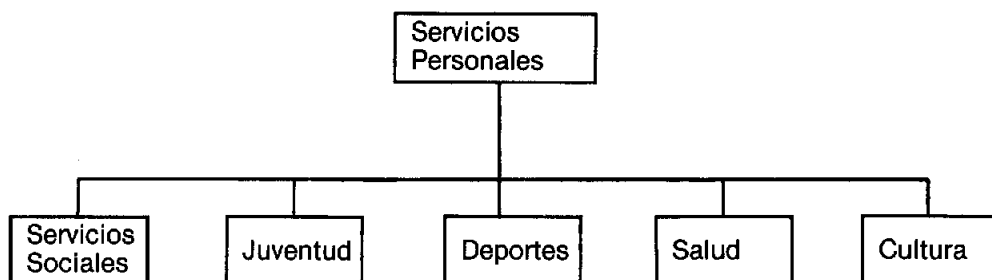 Servicios
Personales
Servicios
Sociales
Juventud
Deportes
Salud
Cultura